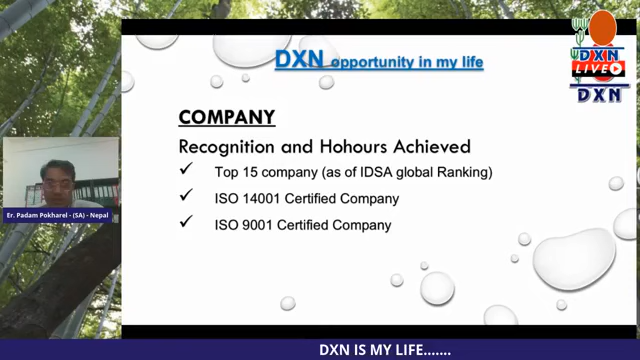 DXN opportunity in my life
DXN
LIVE
DXN
COMPANY
Recognition and Hohours Achieved
Top 15 company (as of IDSA global Ranking)
ISO 14001 Certified Company
ISO 9001 Certified Company
Er. Padam Pokharel - (SA) - Nepal
DXN IS MY LIFE.......